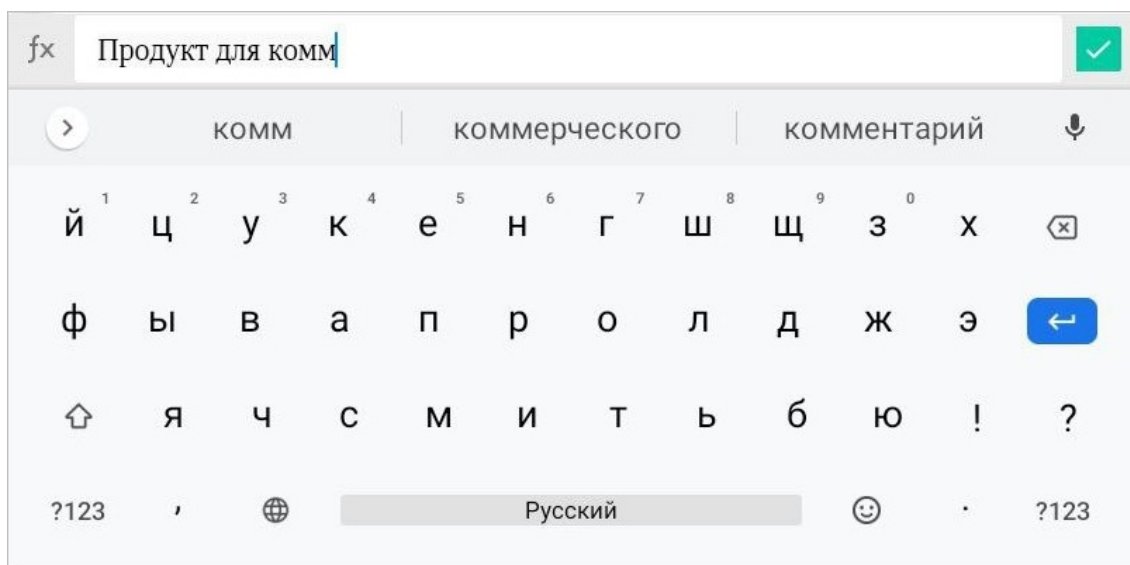 fx Продукт для комм
комм коммерческого комментарий
й 1 ц 2 у 3 к 4 е 5 н 6 г 7 ш 8 щ 9 з 0 х
ф ы в а п р о л д ж э
я ч с м и т ь б ю ! ?
?123 , Русский . ?123